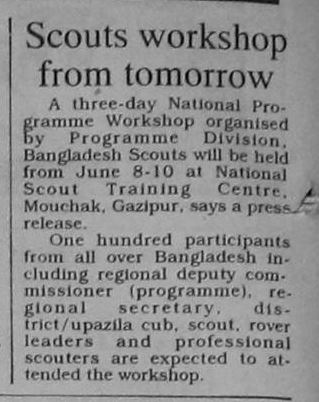 Scouts workshop
from tomorrow
A three-day National Pro-
gramme Workshop organised
by Programme Division,
Bangladesh Scouts will be held
from June 8-10 at National
Scout Training Centre,
Mouchak, Gazipur, says a press
release.
One hundred participants
from all over Bangladesh in-
cluding regional deputy com-
missioner (programme), re-
gional secretary, dis-
trict/upazila cub, scout, rover
leaders and professional
scouters are expected to at-
tended the workshop.